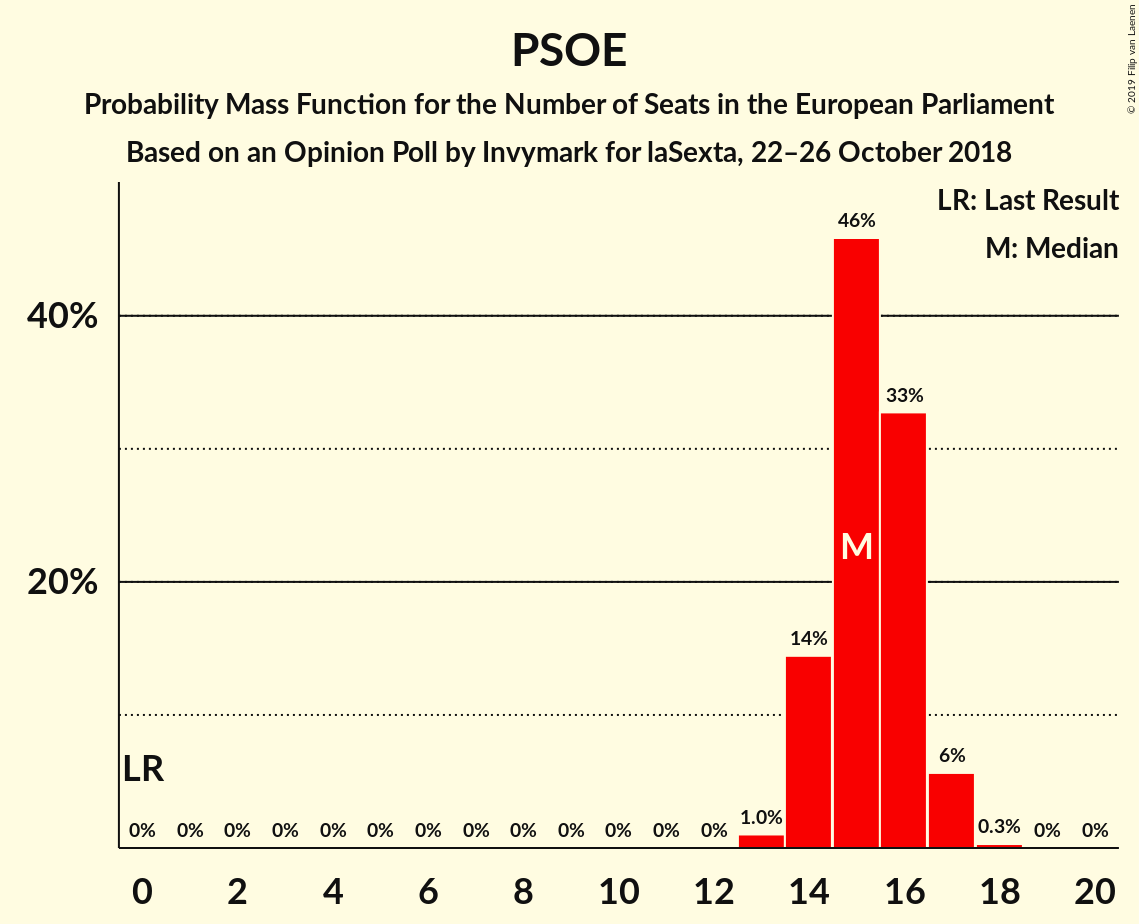 PSOE
Probability Mass Function for the Number of Seats in the European Parliament
Based on an Opinion Poll by Invymark for laSexta, 22–26 October 2018
© 2019 Filip van Laenen
LR: Last Result
M: Median
46%
40%
33%
M
20%
14%
LR
6%
0% 0% 0% 0% 0% 0% 0% 0% 0% 0% 0% 0% 0% 1.0% 0.3% 0% 0%
0 2 4 6 8 10 12 14 16 18 20